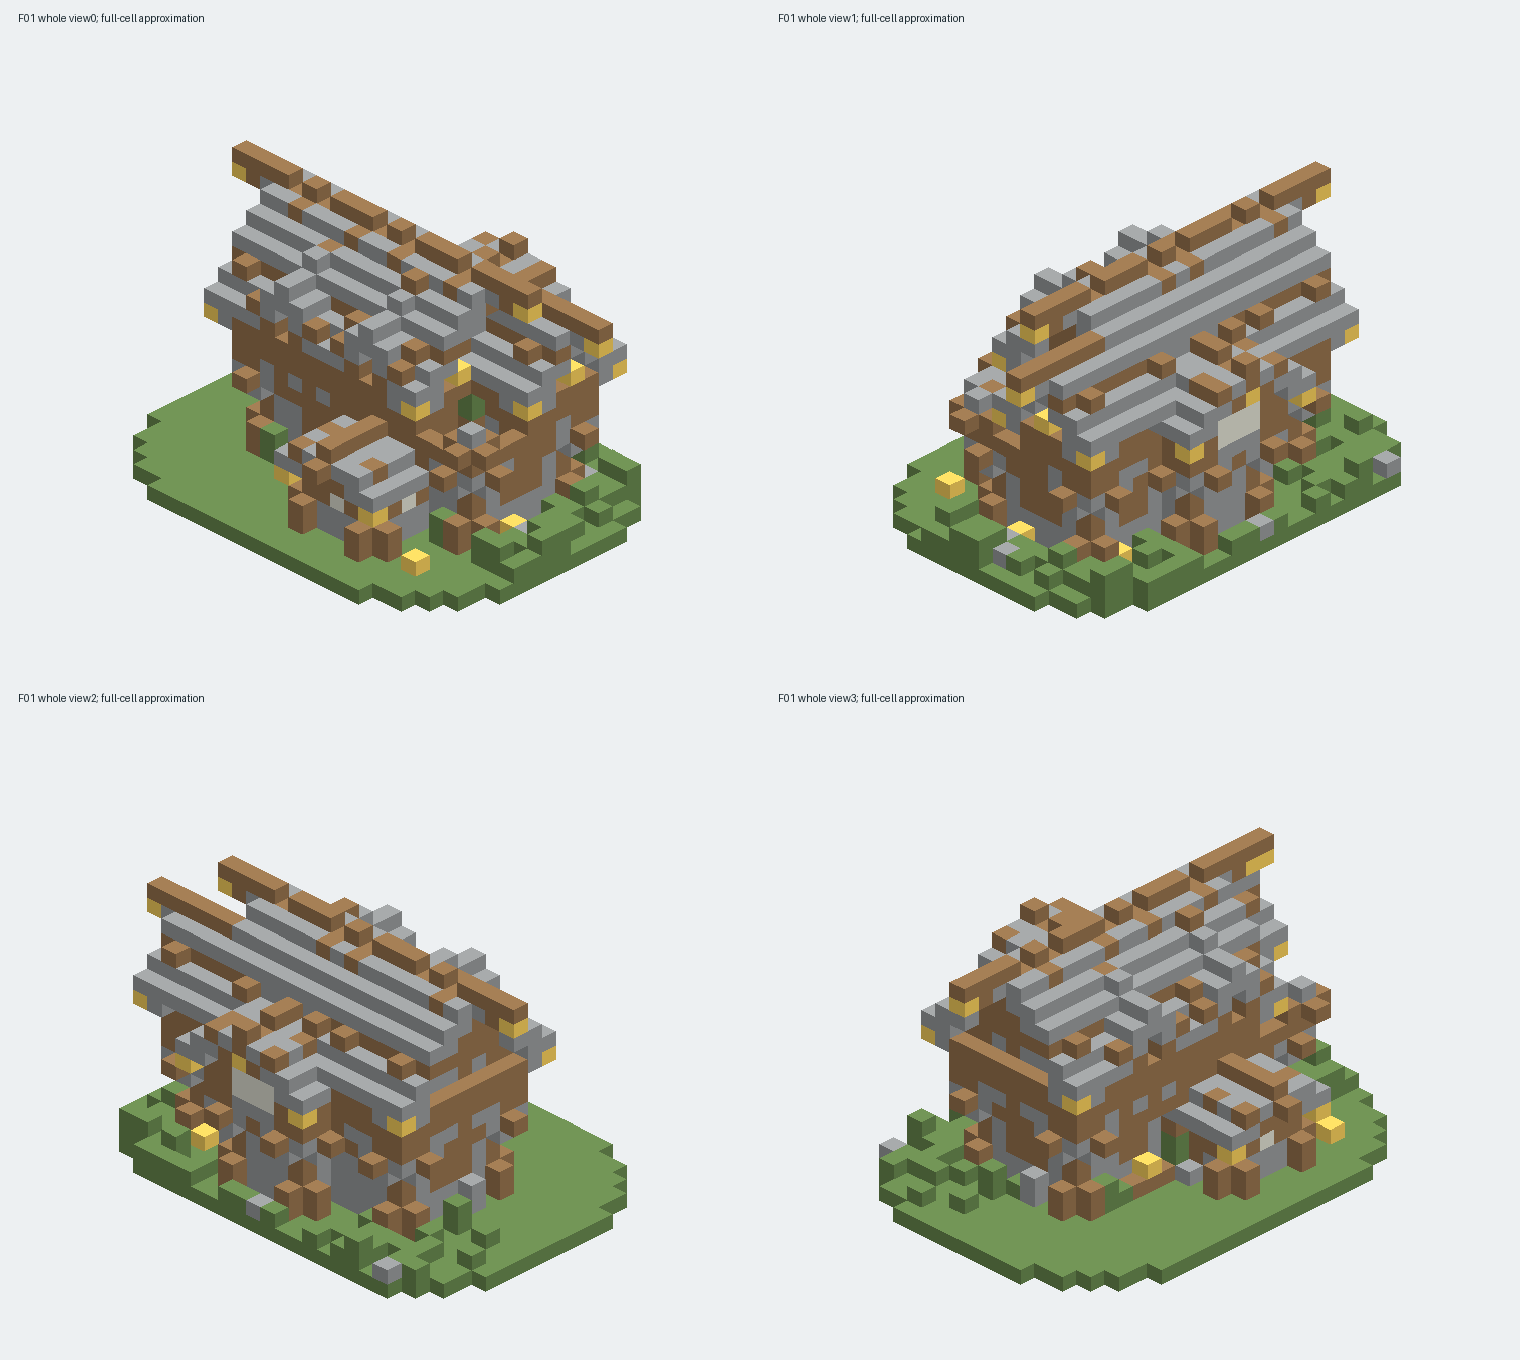 F01 whole view0; full-cell approximation
F01 whole view1; full-cell approximation
F01 whole view2; full-cell approximation
F01 whole view3; full-cell approximation